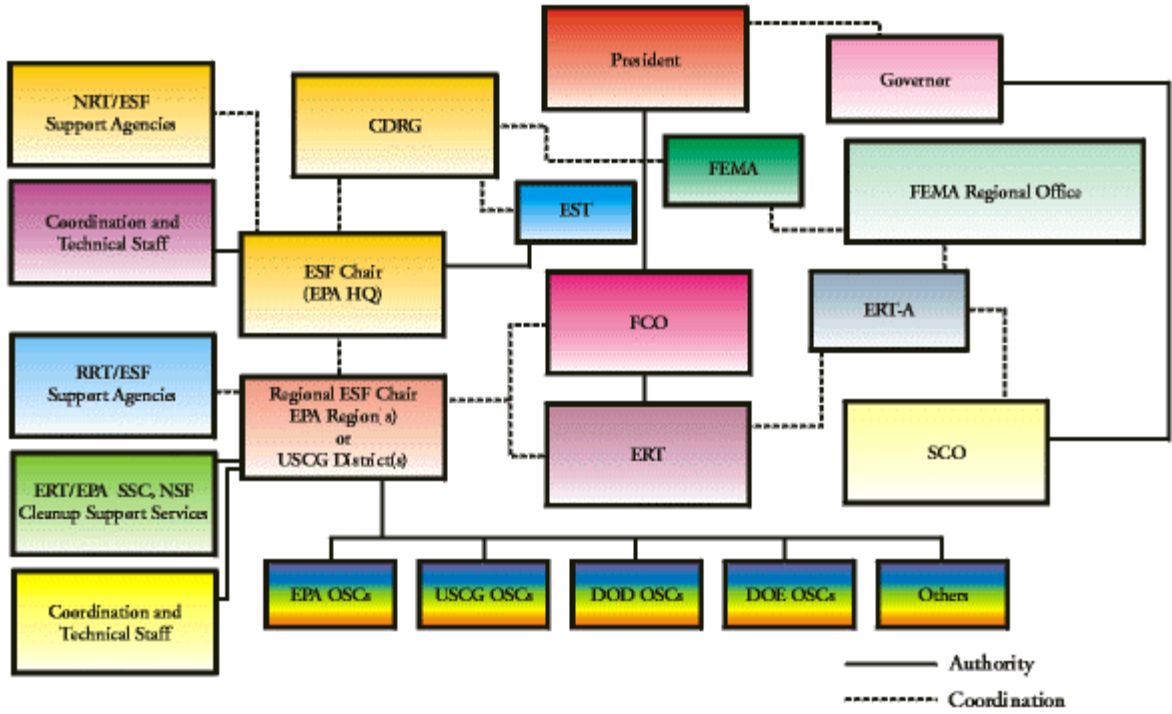 President
Governor
NRT/ESF
Support Agencies
CDRG
FEMA
FEMA Regional Office
Coordination and
Technical Staff
EST
ESF Chair
(EPA HQ)
FCO
ERT-A
RRT/ESF
Support Agencies
Regional ESF Chair
EPA Region(s)
or
USCG District(s)
ERT
SCO
ERT/EPA SSC, NSF
Cleanup Support Services
EPA OSCs
USCG OSCs
DOD OSCs
DOE OSCs
Others
Coordination and
Technical Staff
Authority
Coordination